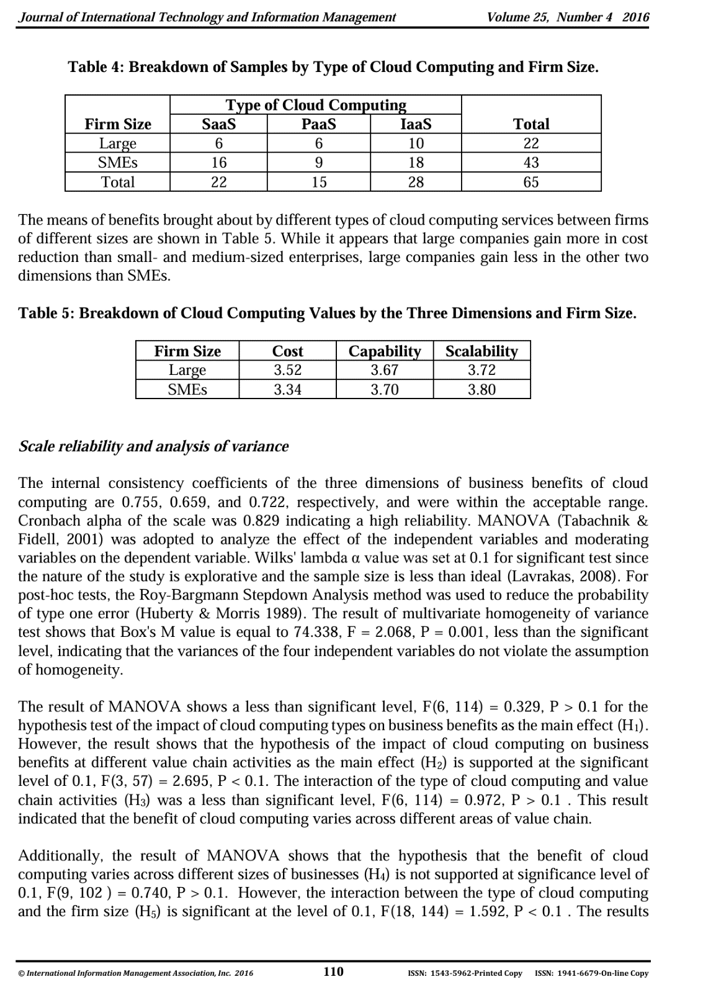 Journal of International Technology and Information Management Volume 25, Number 4 2016
Table 4: Breakdown of Samples by Type of Cloud Computing and Firm Size.
Type of Cloud Computing
Firm Size SaaS PaaS IaaS Total
Large 6 6 10 22
SMEs 16 9 18 43
Total 22 15 28 65
The means of benefits brought about by different types of cloud computing services between firms
of different sizes are shown in Table 5. While it appears that large companies gain more in cost
reduction than small- and medium-sized enterprises, large companies gain less in the other two
dimensions than SMEs.
Table 5: Breakdown of Cloud Computing Values by the Three Dimensions and Firm Size.
Firm Size Cost Capability Scalability
Large 3.52 3.67 3.72
SMEs 3.34 3.70 3.80
Scale reliability and analysis of variance
The internal consistency coefficients of the three dimensions of business benefits of cloud
computing are 0.755, 0.659, and 0.722, respectively, and were within the acceptable range.
Cronbach alpha of the scale was 0.829 indicating a high reliability. MANOVA (Tabachnik &
Fidell, 2001) was adopted to analyze the effect of the independent variables and moderating
variables on the dependent variable. Wilks' lambda α value was set at 0.1 for significant test since
the nature of the study is explorative and the sample size is less than ideal (Lavrakas, 2008). For
post-hoc tests, the Roy-Bargmann Stepdown Analysis method was used to reduce the probability
of type one error (Huberty & Morris 1989). The result of multivariate homogeneity of variance
test shows that Box's M value is equal to 74.338, F = 2.068, P = 0.001, less than the significant
level, indicating that the variances of the four independent variables do not violate the assumption
of homogeneity.
The result of MANOVA shows a less than significant level, F(6, 114) = 0.329, P > 0.1 for the
hypothesis test of the impact of cloud computing types on business benefits as the main effect (H₁).
However, the result shows that the hypothesis of the impact of cloud computing on business
benefits at different value chain activities as the main effect (H₂) is supported at the significant
level of 0.1, F(3, 57) = 2.695, P < 0.1. The interaction of the type of cloud computing and value
chain activities (H₃) was a less than significant level, F(6, 114) = 0.972, P > 0.1 . This result
indicated that the benefit of cloud computing varies across different areas of value chain.
Additionally, the result of MANOVA shows that the hypothesis that the benefit of cloud
computing varies across different sizes of businesses (H₄) is not supported at significance level of
0.1, F(9, 102 ) = 0.740, P > 0.1. However, the interaction between the type of cloud computing
and the firm size (H₅) is significant at the level of 0.1, F(18, 144) = 1.592, P < 0.1 . The results
© International Information Management Association, Inc. 2016 110 ISSN: 1543-5962-Printed Copy ISSN: 1941-6679-On-line Copy